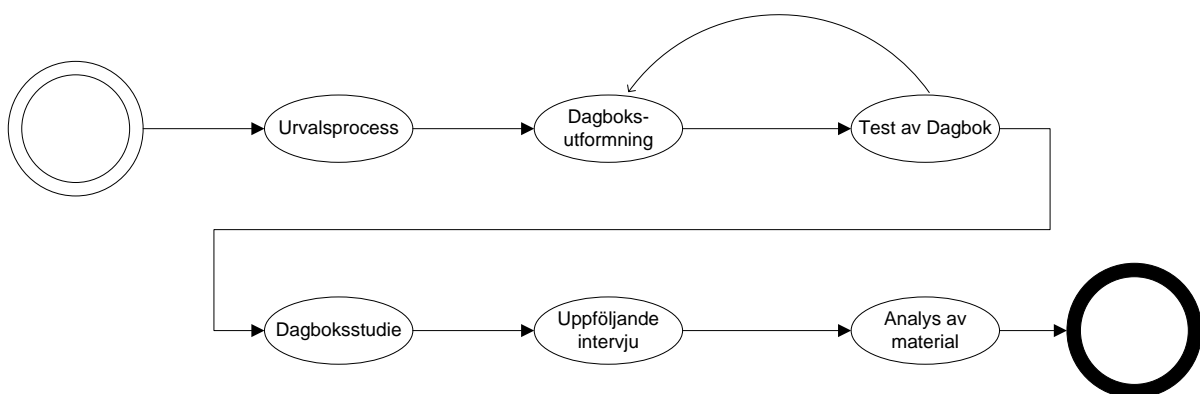 Urvalsprocess
Dagboks-
utformning
Test av Dagbok
Dagboksstudie
Uppföljande
intervju
Analys av
material